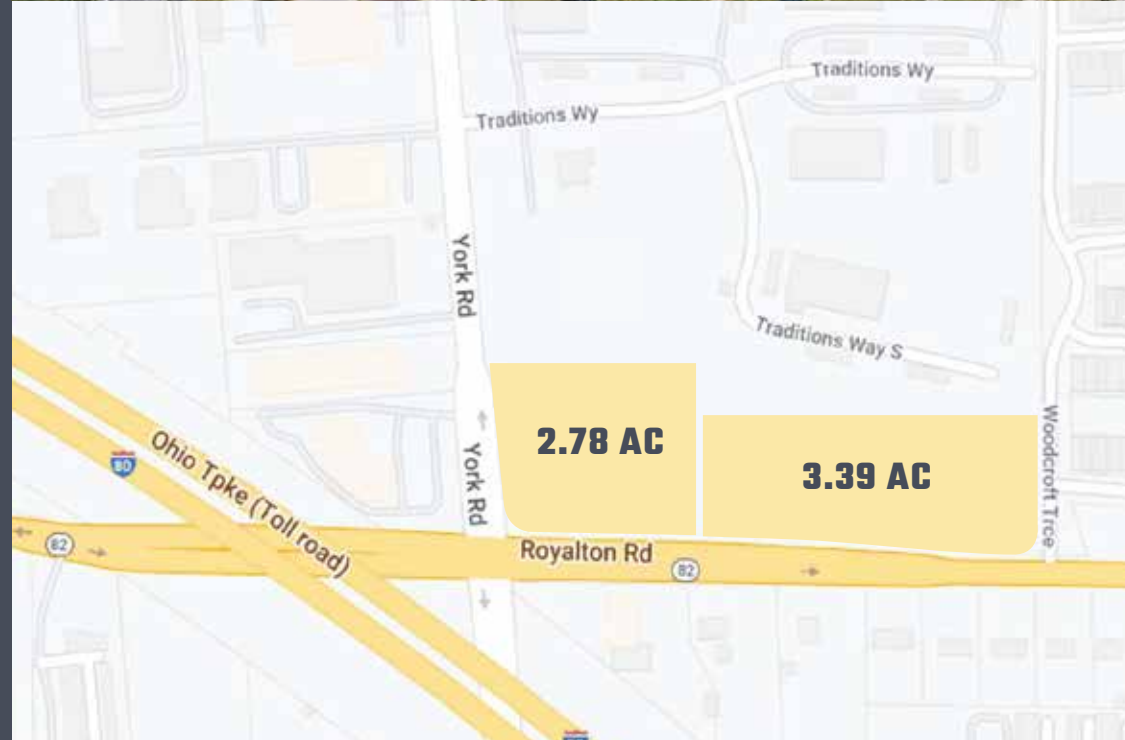 Traditions Wy
Traditions Wy
York Rd
Traditions Way S
2.78 AC
3.39 AC
Woodcroft Trce
York Rd
Ohio Tpke (Toll road)
80
82
Royalton Rd
82